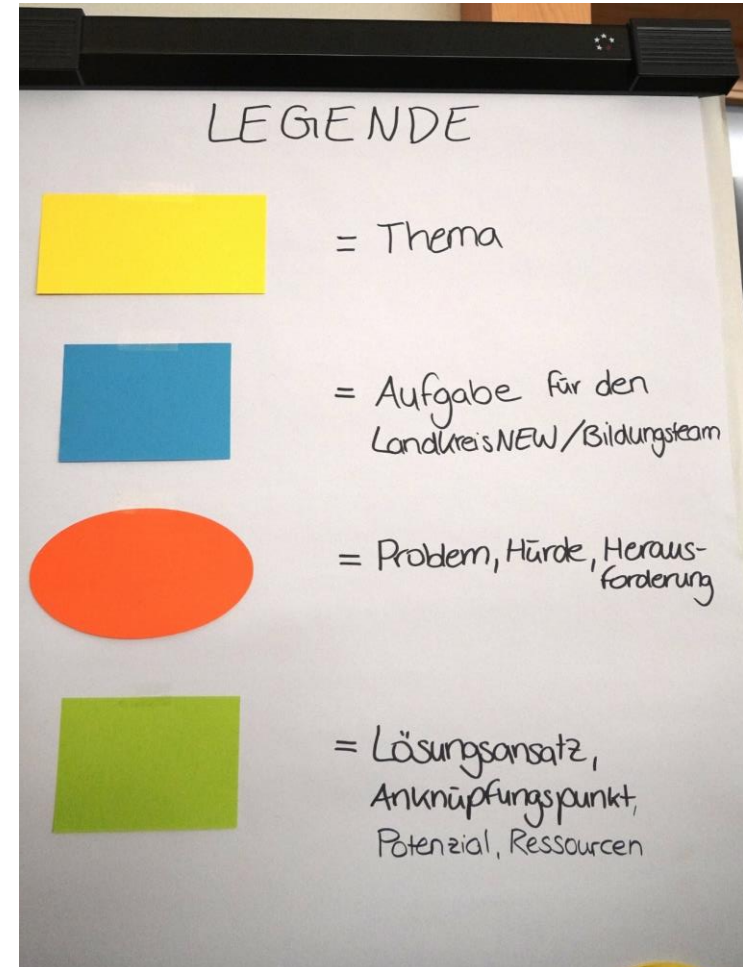 LEGENDE
= Thema
= Aufgabe für den
Landkreis NEW / Bildungsteam
= Problem, Hürde, Heraus-
forderung
= Lösungsansatz,
Anknüpfungspunkt,
Potenzial, Ressourcen